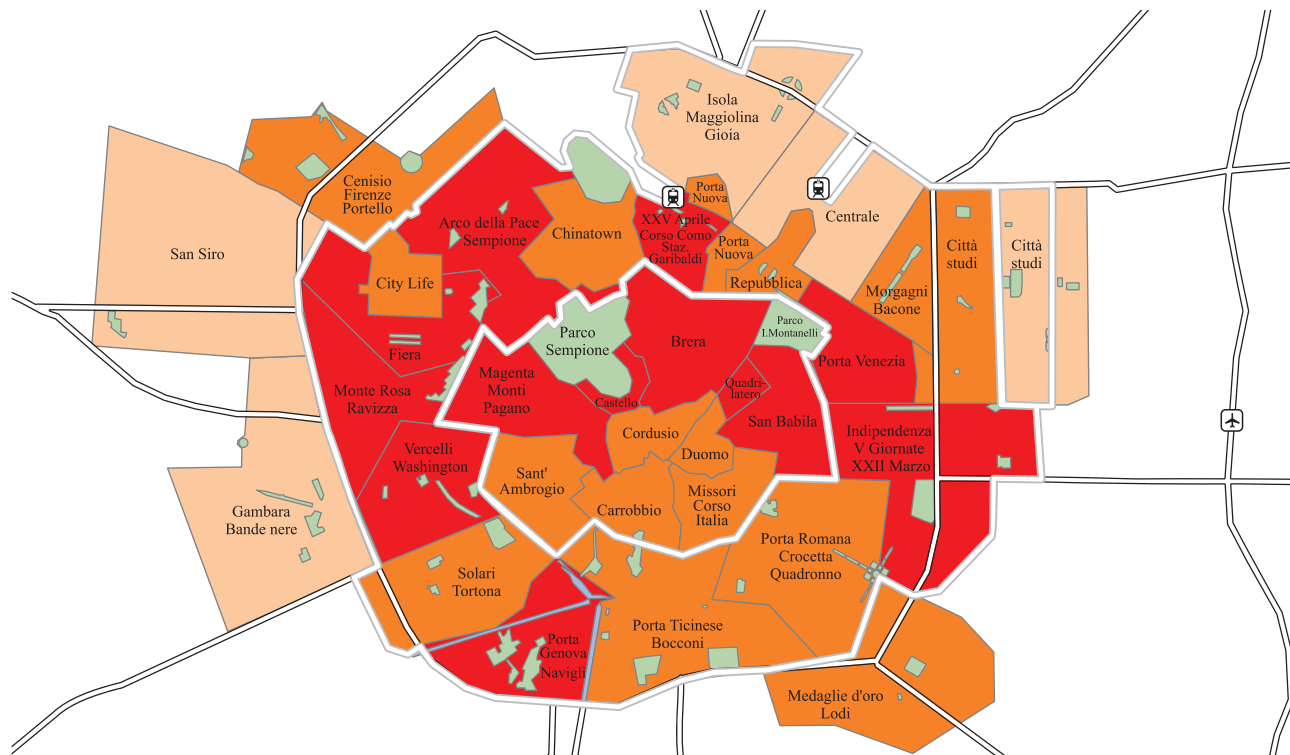 Isola
Maggiolina
Gioia
Cenisio
Firenze
Portello
Porta
Nuova
Arco della Pace
Sempione
Chinatown
XXV Aprile
Corso Como
Staz.
Garibaldi
Centrale
San Siro
Porta
Nuova
Città
studi
Città
studi
City Life
Repubblica
Morgagni
Bacone
Parco
I.Montanelli
Parco
Sempione
Brera
Fiera
Porta Venezia
Magenta
Monti
Pagano
Quadri-
latero
Monte Rosa
Ravizza
Castello
San Babila
Cordusio
Indipendenza
V Giornate
XXII Marzo
Vercelli
Washington
Duomo
Sant'
Ambrogio
Missori
Corso
Italia
Carrobbio
Gambara
Bande nere
Porta Romana
Crocetta
Quadronno
Solari
Tortona
Porta Ticinese
Bocconi
Porta
Genova
Navigli
Medaglie d'oro
Lodi